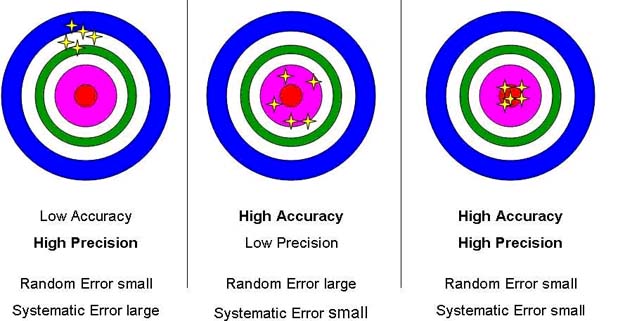 Low Accuracy
High Precision
Random Error small
Systematic Error large
High Accuracy
Low Precision
Random Error large
Systematic Error small
High Accuracy
High Precision
Random Error small
Systematic Error small